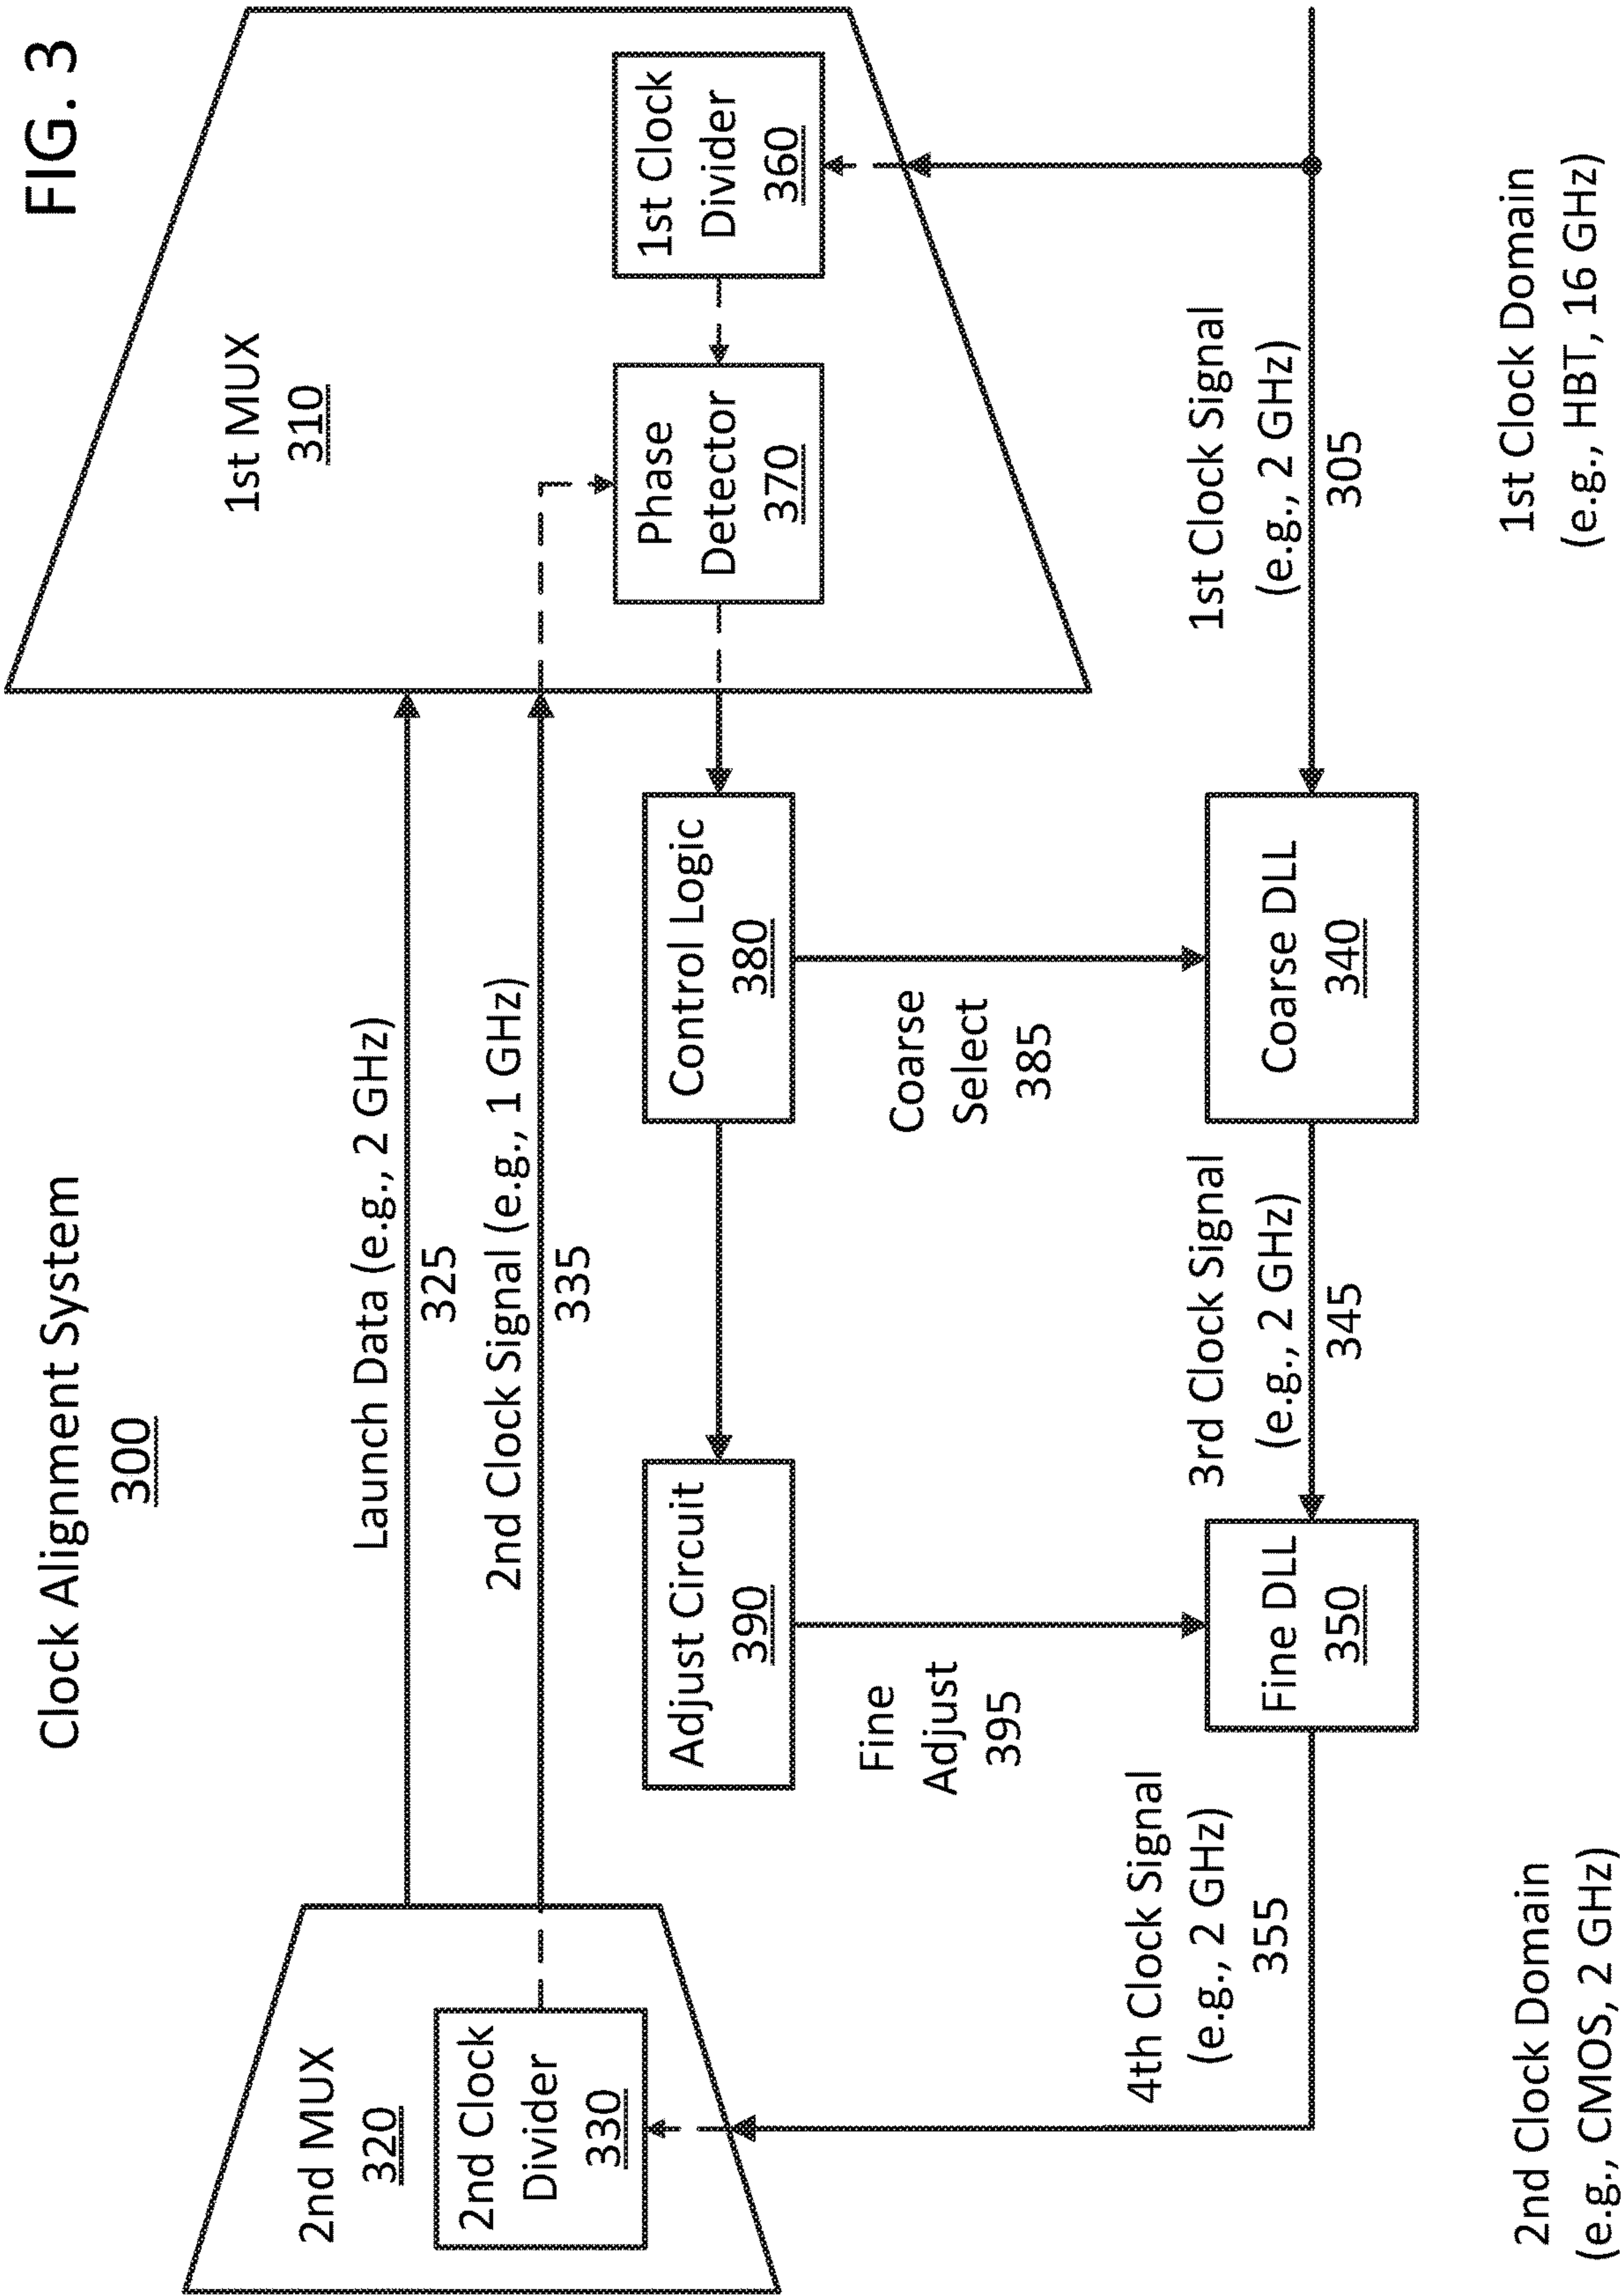 Clock Alignment System
300
FIG. 3
2nd MUX
320
2nd Clock
Divider
330
Launch Data (e.g., 2 GHz)
325
2nd Clock Signal (e.g., 1 GHz)
335
1st MUX
310
Phase
Detector
370
1st Clock
Divider
360
Adjust Circuit
390
Control Logic
380
Fine
Adjust
395
Coarse
Select
385
4th Clock Signal
(e.g., 2 GHz)
355
Fine DLL
350
3rd Clock Signal
(e.g., 2 GHz)
345
Coarse DLL
340
1st Clock Signal
(e.g., 2 GHz)
305
2nd Clock Domain
(e.g., CMOS, 2 GHz)
1st Clock Domain
(e.g., HBT, 16 GHz)